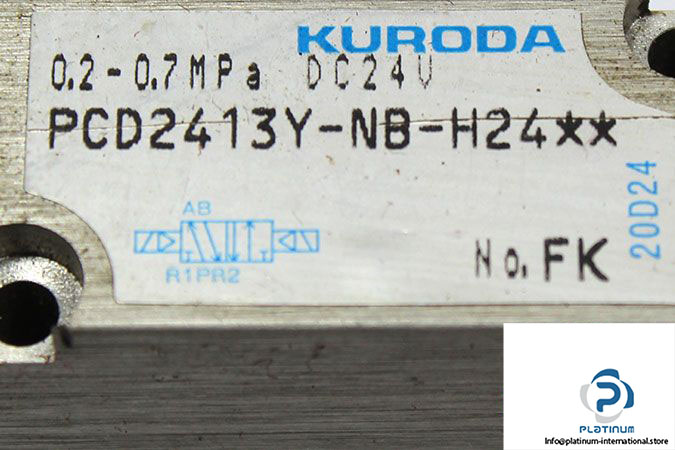 KURODA
0.2-0.7MPa DC24V
PCD2413Y-NB-H24**
AB
R1PR2
No.FK
20D24
P
PLATINUM
Info@platinum-international.store